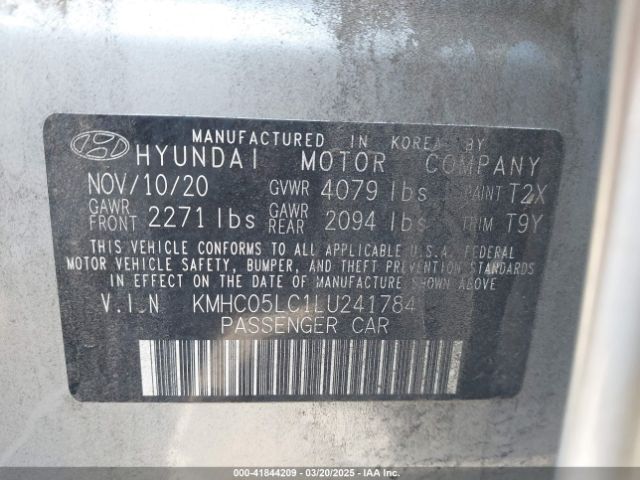 MANUFACTURED IN KOREA BY
HYUNDAI MOTOR COMPANY
NOV/10/20 GVWR 4079 lbs PAINT T2X
GAWR FRONT 2271 lbs GAWR REAR 2094 lbs TRIM T9Y
THIS VEHICLE CONFORMS TO ALL APPLICABLE U.S.A. FEDERAL
MOTOR VEHICLE SAFETY, BUMPER, AND THEFT PREVENTION STANDARDS
IN EFFECT ON THE DATE OF MANUFACTURE SHOWN ABOVE.
V.I.N KMHC05LC1LU241784
PASSENGER CAR
000-41844209 - 03/20/2025 - IAA Inc.